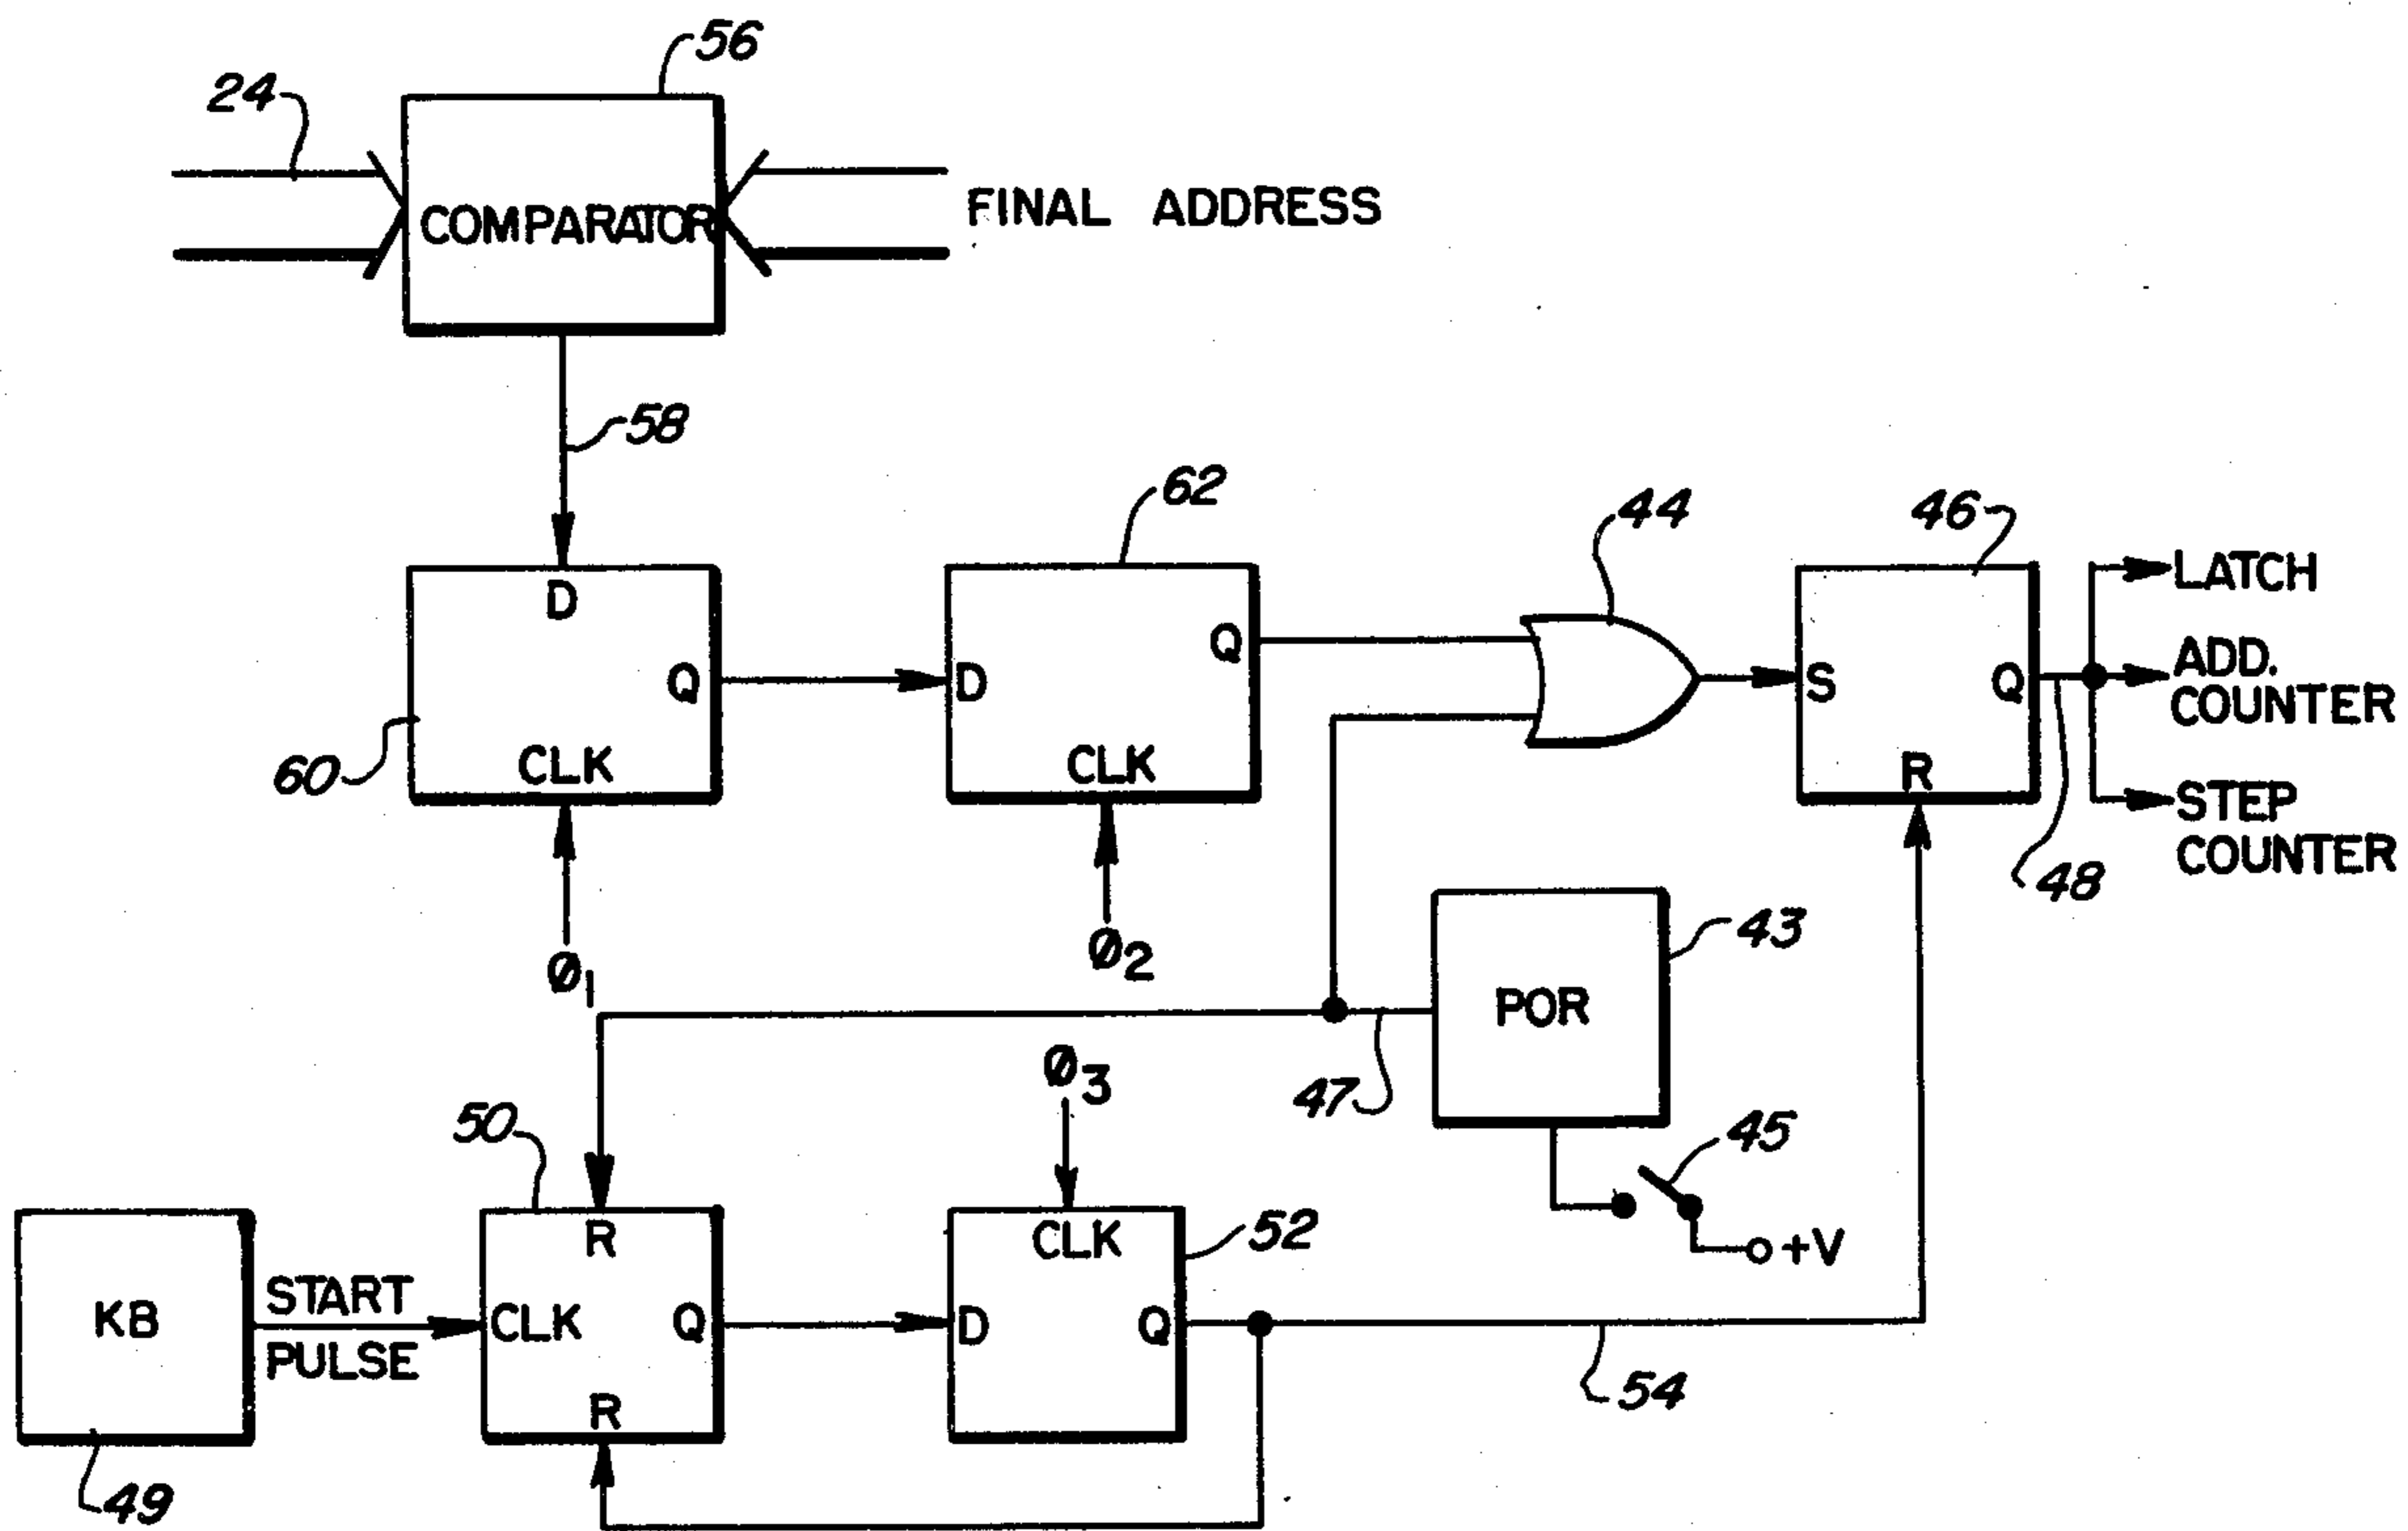 56
24
COMPARATOR
FINAL ADDRESS
58
62
44
46
D
Q
CLK
60
D
Q
CLK
S
Q
R
LATCH
ADD.
COUNTER
STEP
COUNTER
48
Ø1
Ø2
43
POR
47
45
+V
Ø3
50
52
KB
START
PULSE
R
CLK
Q
R
CLK
D
Q
54
49